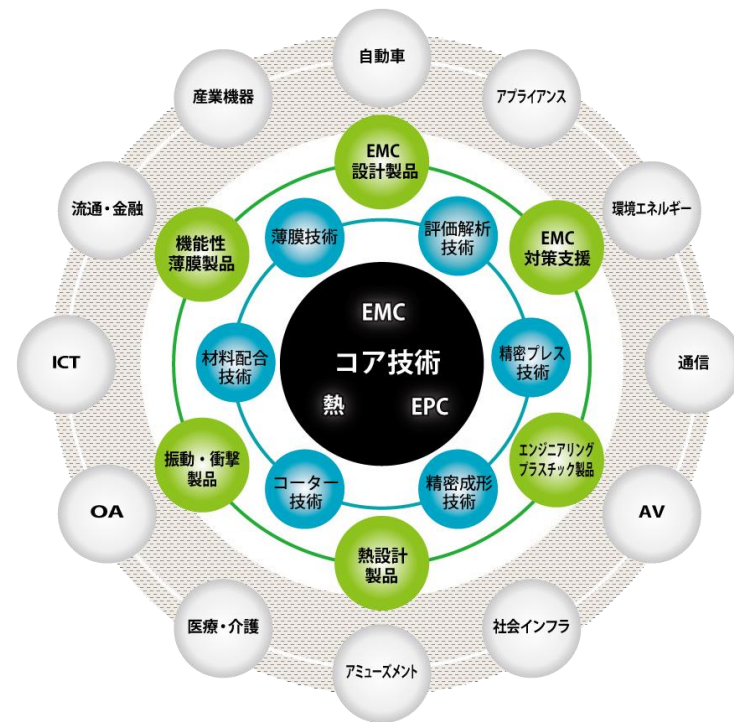 自動車
産業機器
アプライアンス
EMC
設計製品
流通・金融
環境エネルギー
機能性
薄膜製品
薄膜技術
評価解析
技術
EMC
対策支援
EMC
コア技術
熱
EPC
ICT
材料配合
技術
精密プレス
技術
通信
振動・衝撃
製品
コーター
技術
精密成形
技術
エンジニアリング
プラスチック製品
OA
AV
熱設計
製品
医療・介護
社会インフラ
アミューズメント